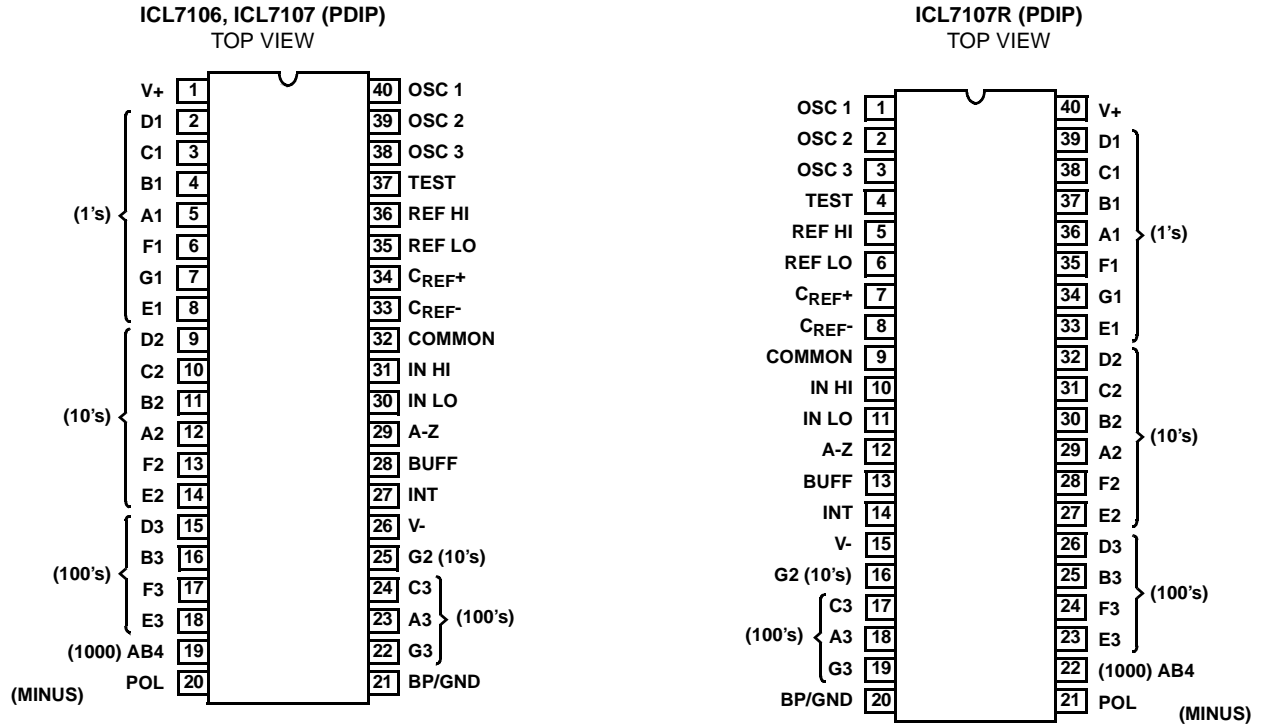 ICL7106, ICL7107 (PDIP)
TOP VIEW
V+ 1 40 OSC 1
D1 2 39 OSC 2
C1 3 38 OSC 3
B1 4 37 TEST
(1's) A1 5 36 REF HI
F1 6 35 REF LO
G1 7 34 CREF+
E1 8 33 CREF-
D2 9 32 COMMON
C2 10 31 IN HI
B2 11 30 IN LO
(10's) A2 12 29 A-Z
F2 13 28 BUFF
E2 14 27 INT
D3 15 26 V-
B3 16 25 G2 (10's)
(100's) F3 17 24 C3
E3 18 23 A3 (100's)
(1000) AB4 19 22 G3
POL 20 21 BP/GND
(MINUS)
ICL7107R (PDIP)
TOP VIEW
OSC 1 1 40 V+
OSC 2 2 39 D1
OSC 3 3 38 C1
TEST 4 37 B1
REF HI 5 36 A1 (1's)
REF LO 6 35 F1
CREF+ 7 34 G1
CREF- 8 33 E1
COMMON 9 32 D2
IN HI 10 31 C2
IN LO 11 30 B2
A-Z 12 29 A2 (10's)
BUFF 13 28 F2
INT 14 27 E2
V- 15 26 D3
G2 (10's) 16 25 B3
C3 17 24 F3 (100's)
(100's) A3 18 23 E3
G3 19 22 (1000) AB4
BP/GND 20 21 POL
(MINUS)